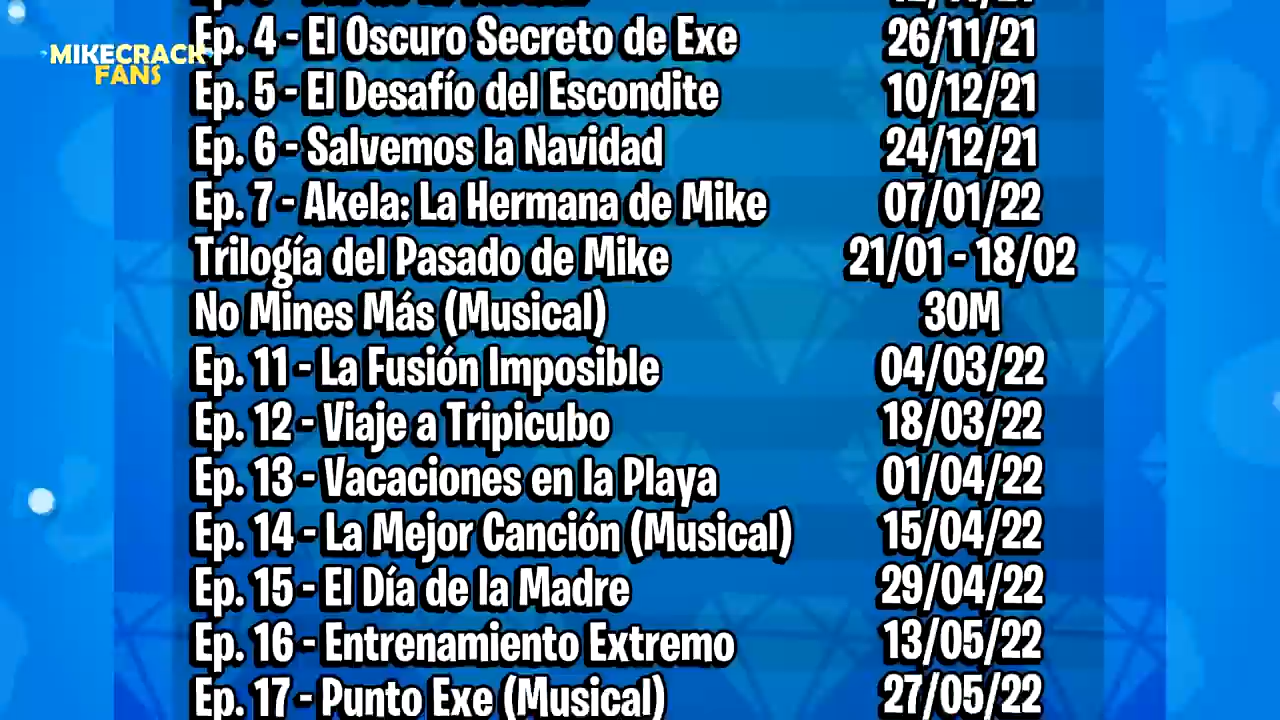 MIKECRACK
FANS
Ep. 4 - El Oscuro Secreto de Exe 26/11/21
Ep. 5 - El Desafío del Escondite 10/12/21
Ep. 6 - Salvemos la Navidad 24/12/21
Ep. 7 - Akela: La Hermana de Mike 07/01/22
Trilogía del Pasado de Mike 21/01 - 18/02
No Mines Más (Musical) 30M
Ep. 11 - La Fusión Imposible 04/03/22
Ep. 12 - Viaje a Tripicubo 18/03/22
Ep. 13 - Vacaciones en la Playa 01/04/22
Ep. 14 - La Mejor Canción (Musical) 15/04/22
Ep. 15 - El Día de la Madre 29/04/22
Ep. 16 - Entrenamiento Extremo 13/05/22
Ep. 17 - Punto Exe (Musical) 27/05/22